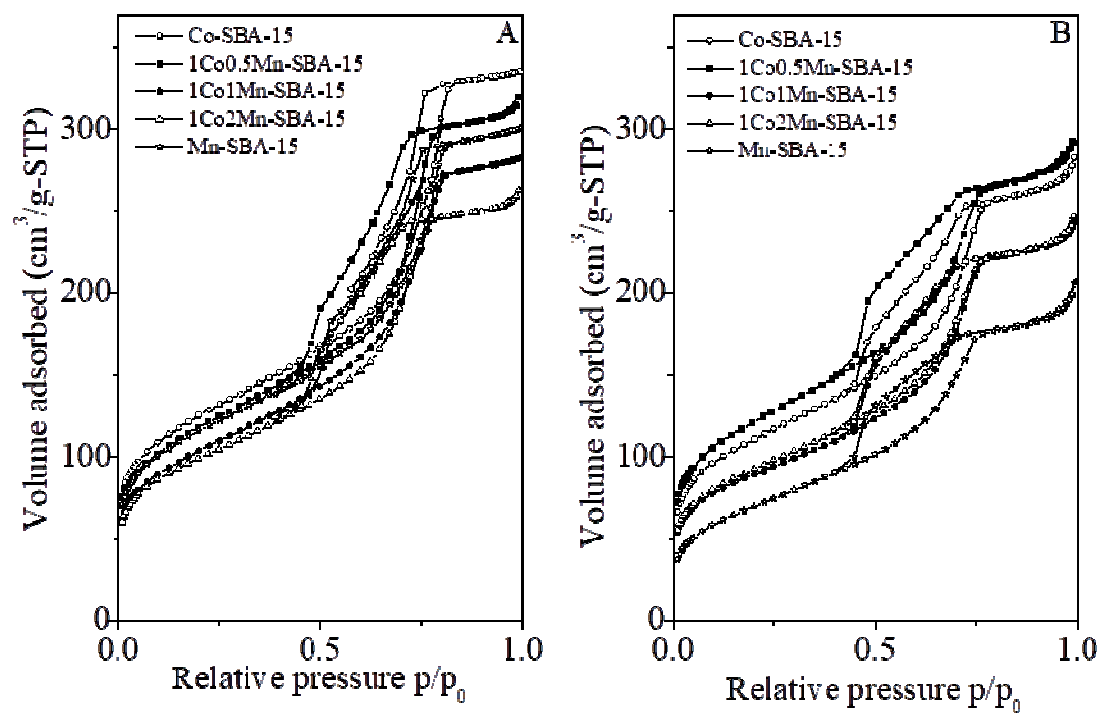 A
Co-SBA-15
1Co0.5Mn-SBA-15
1Co1Mn-SBA-15
1Co2Mn-SBA-15
Mn-SBA-15
Volume adsorbed (cm³/g-STP)
300
200
100
0
0.0 0.5 1.0
Relative pressure p/p₀
B
Co-SBA-15
1Co0.5Mn-SBA-15
1Co1Mn-SBA-15
1Co2Mn-SBA-15
Mn-SBA-15
Volume adsorbed (cm³/g-STP)
300
200
100
0
0.0 0.5 1.0
Relative pressure p/p₀